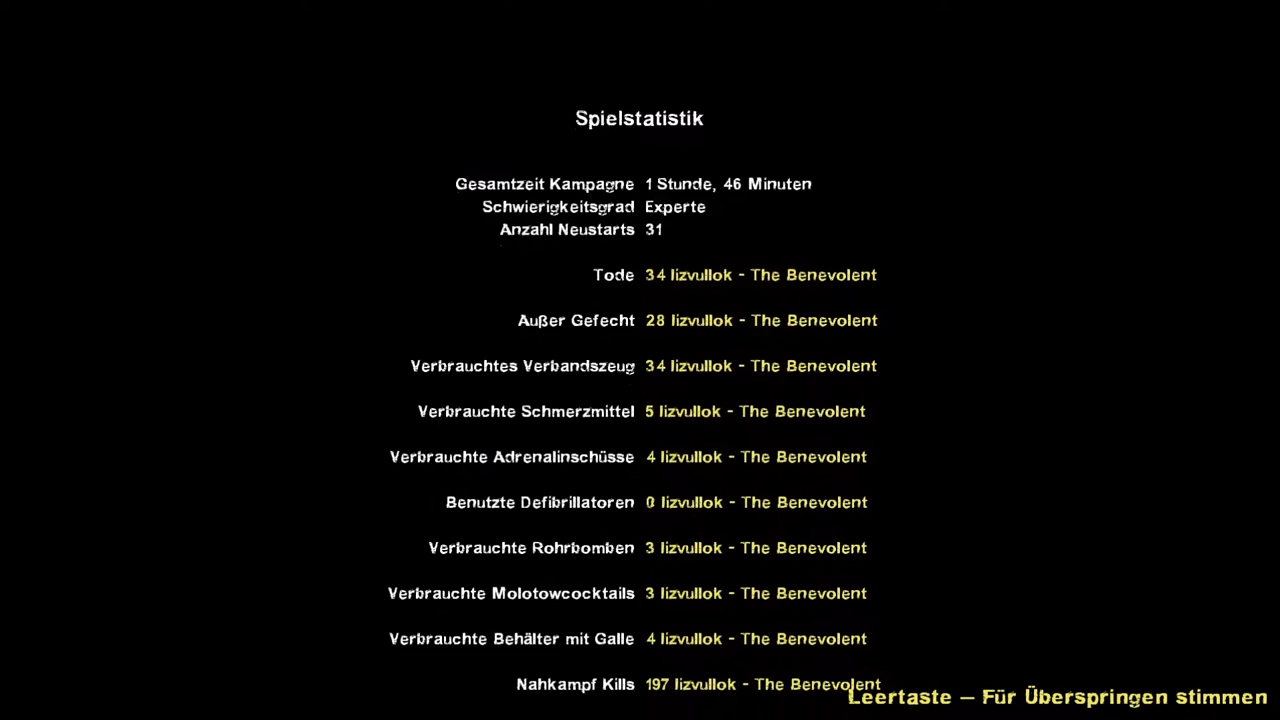 Spielstatistik
Gesamtzeit Kampagne 1 Stunde, 46 Minuten
Schwierigkeitsgrad Experte
Anzahl Neustarts 31
Tode 34 lizvullok - The Benevolent
Außer Gefecht 28 lizvullok - The Benevolent
Verbrauchtes Verbandszeug 34 lizvullok - The Benevolent
Verbrauchte Schmerzmittel 5 lizvullok - The Benevolent
Verbrauchte Adrenalinschüsse 4 lizvullok - The Benevolent
Benutzte Defibrillatoren 0 lizvullok - The Benevolent
Verbrauchte Rohrbomben 3 lizvullok - The Benevolent
Verbrauchte Molotowcocktails 3 lizvullok - The Benevolent
Verbrauchte Behälter mit Galle 4 lizvullok - The Benevolent
Nahkampf Kills 197 lizvullok - The Benevolent
Leertaste – Für Überspringen stimmen